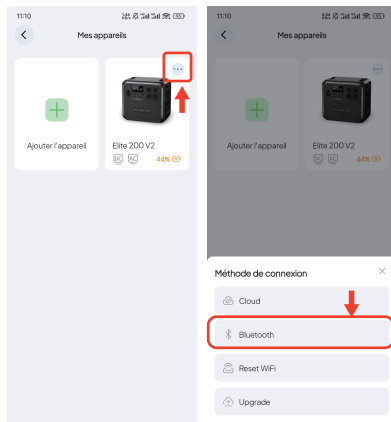 11:10
Mes appareils
Ajouter l'appareil
Elite 200 V2
DC AC 44%
11:10
Mes appareils
Ajouter l'appareil
Elite 200 V2
DC AC 44%
Méthode de connexion
Cloud
Bluetooth
Reset WiFi
Upgrade